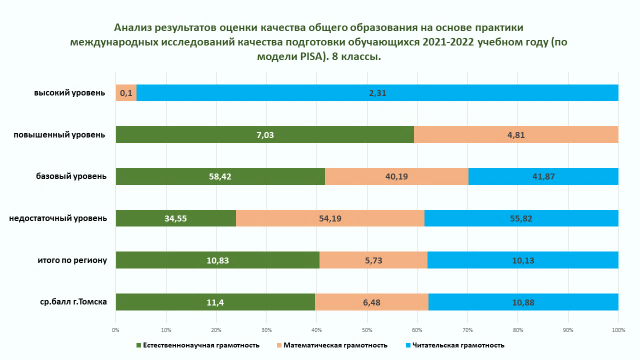 Анализ результатов оценки качества общего образования на основе практики
международных исследований качества подготовки обучающихся 2021-2022 учебном году (по
модели PISA). 8 классы.
высокий уровень 0,1 2,31
повышенный уровень 7,03 4,81
базовый уровень 58,42 40,19 41,87
недостаточный уровень 34,55 54,19 55,82
итого по региону 10,83 5,73 10,13
ср.балл г.Томска 11,4 6,48 10,88
0% 10% 20% 30% 40% 50% 60% 70% 80% 90% 100%
Естественнонаучная грамотность Математическая грамотность Читательская грамотность